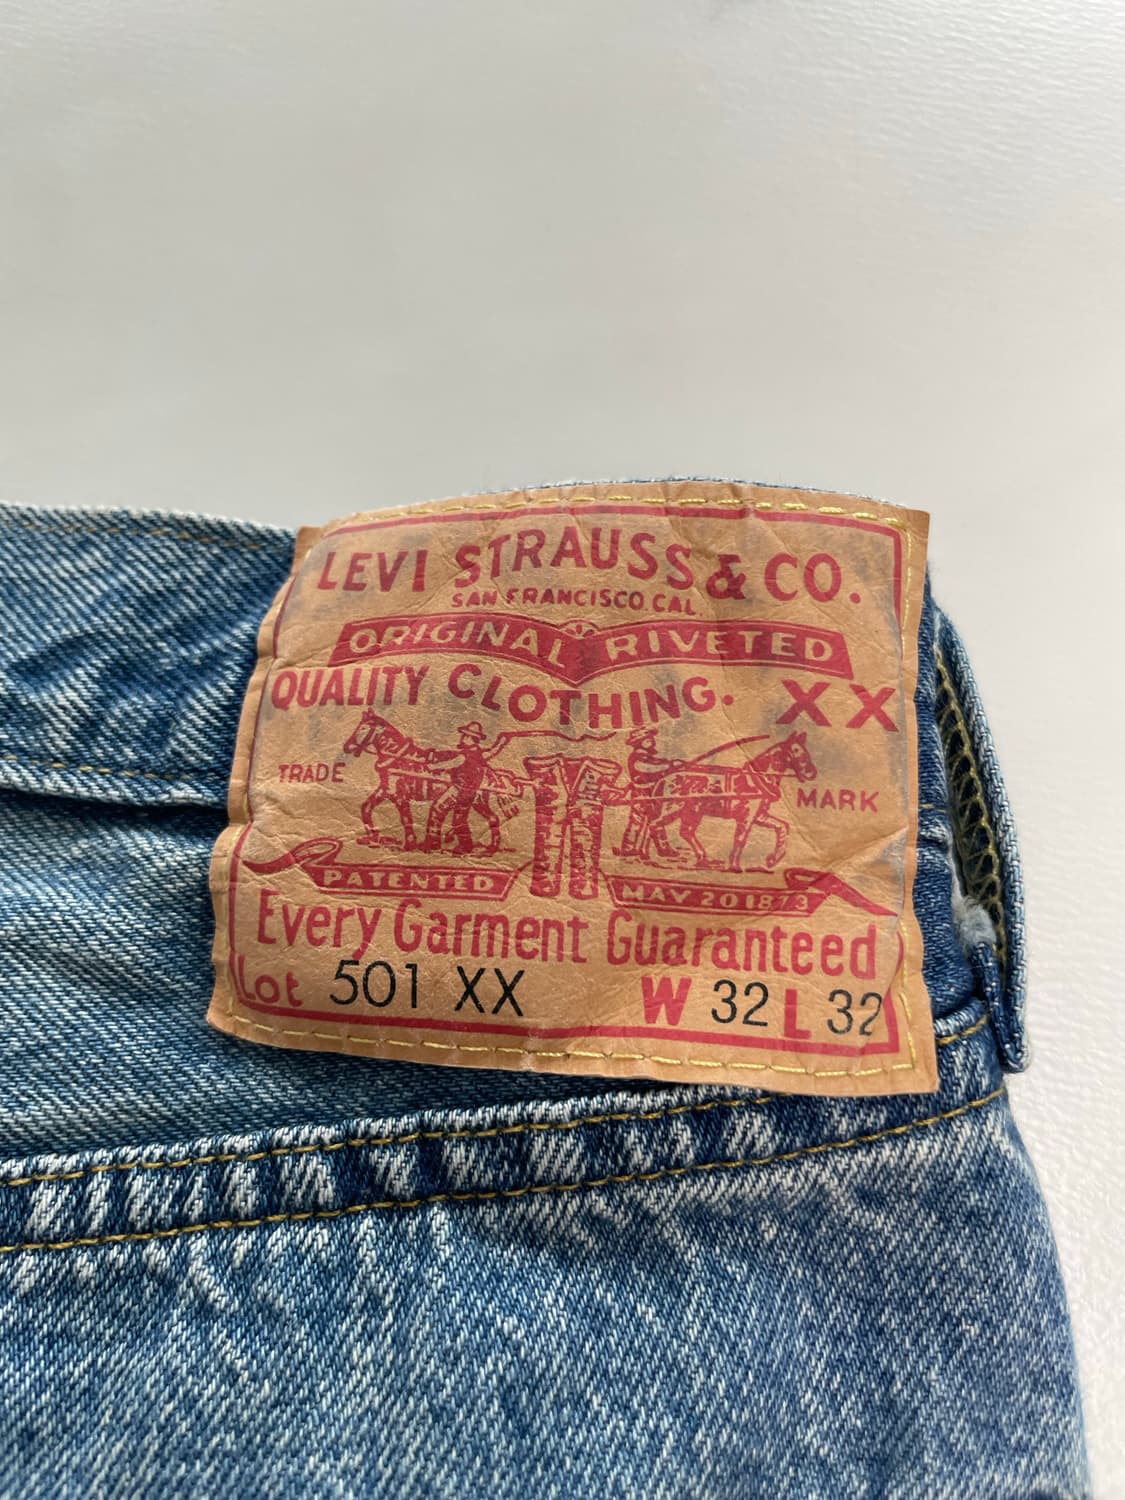 LEVI STRAUSS & CO.
SAN FRANCISCO. CAL.
ORIGINAL RIVETED
QUALITY CLOTHING. XX
TRADE MARK
PATENTED MAY 20 1873
Every Garment Guaranteed
Lot 501 XX W 32 L 32